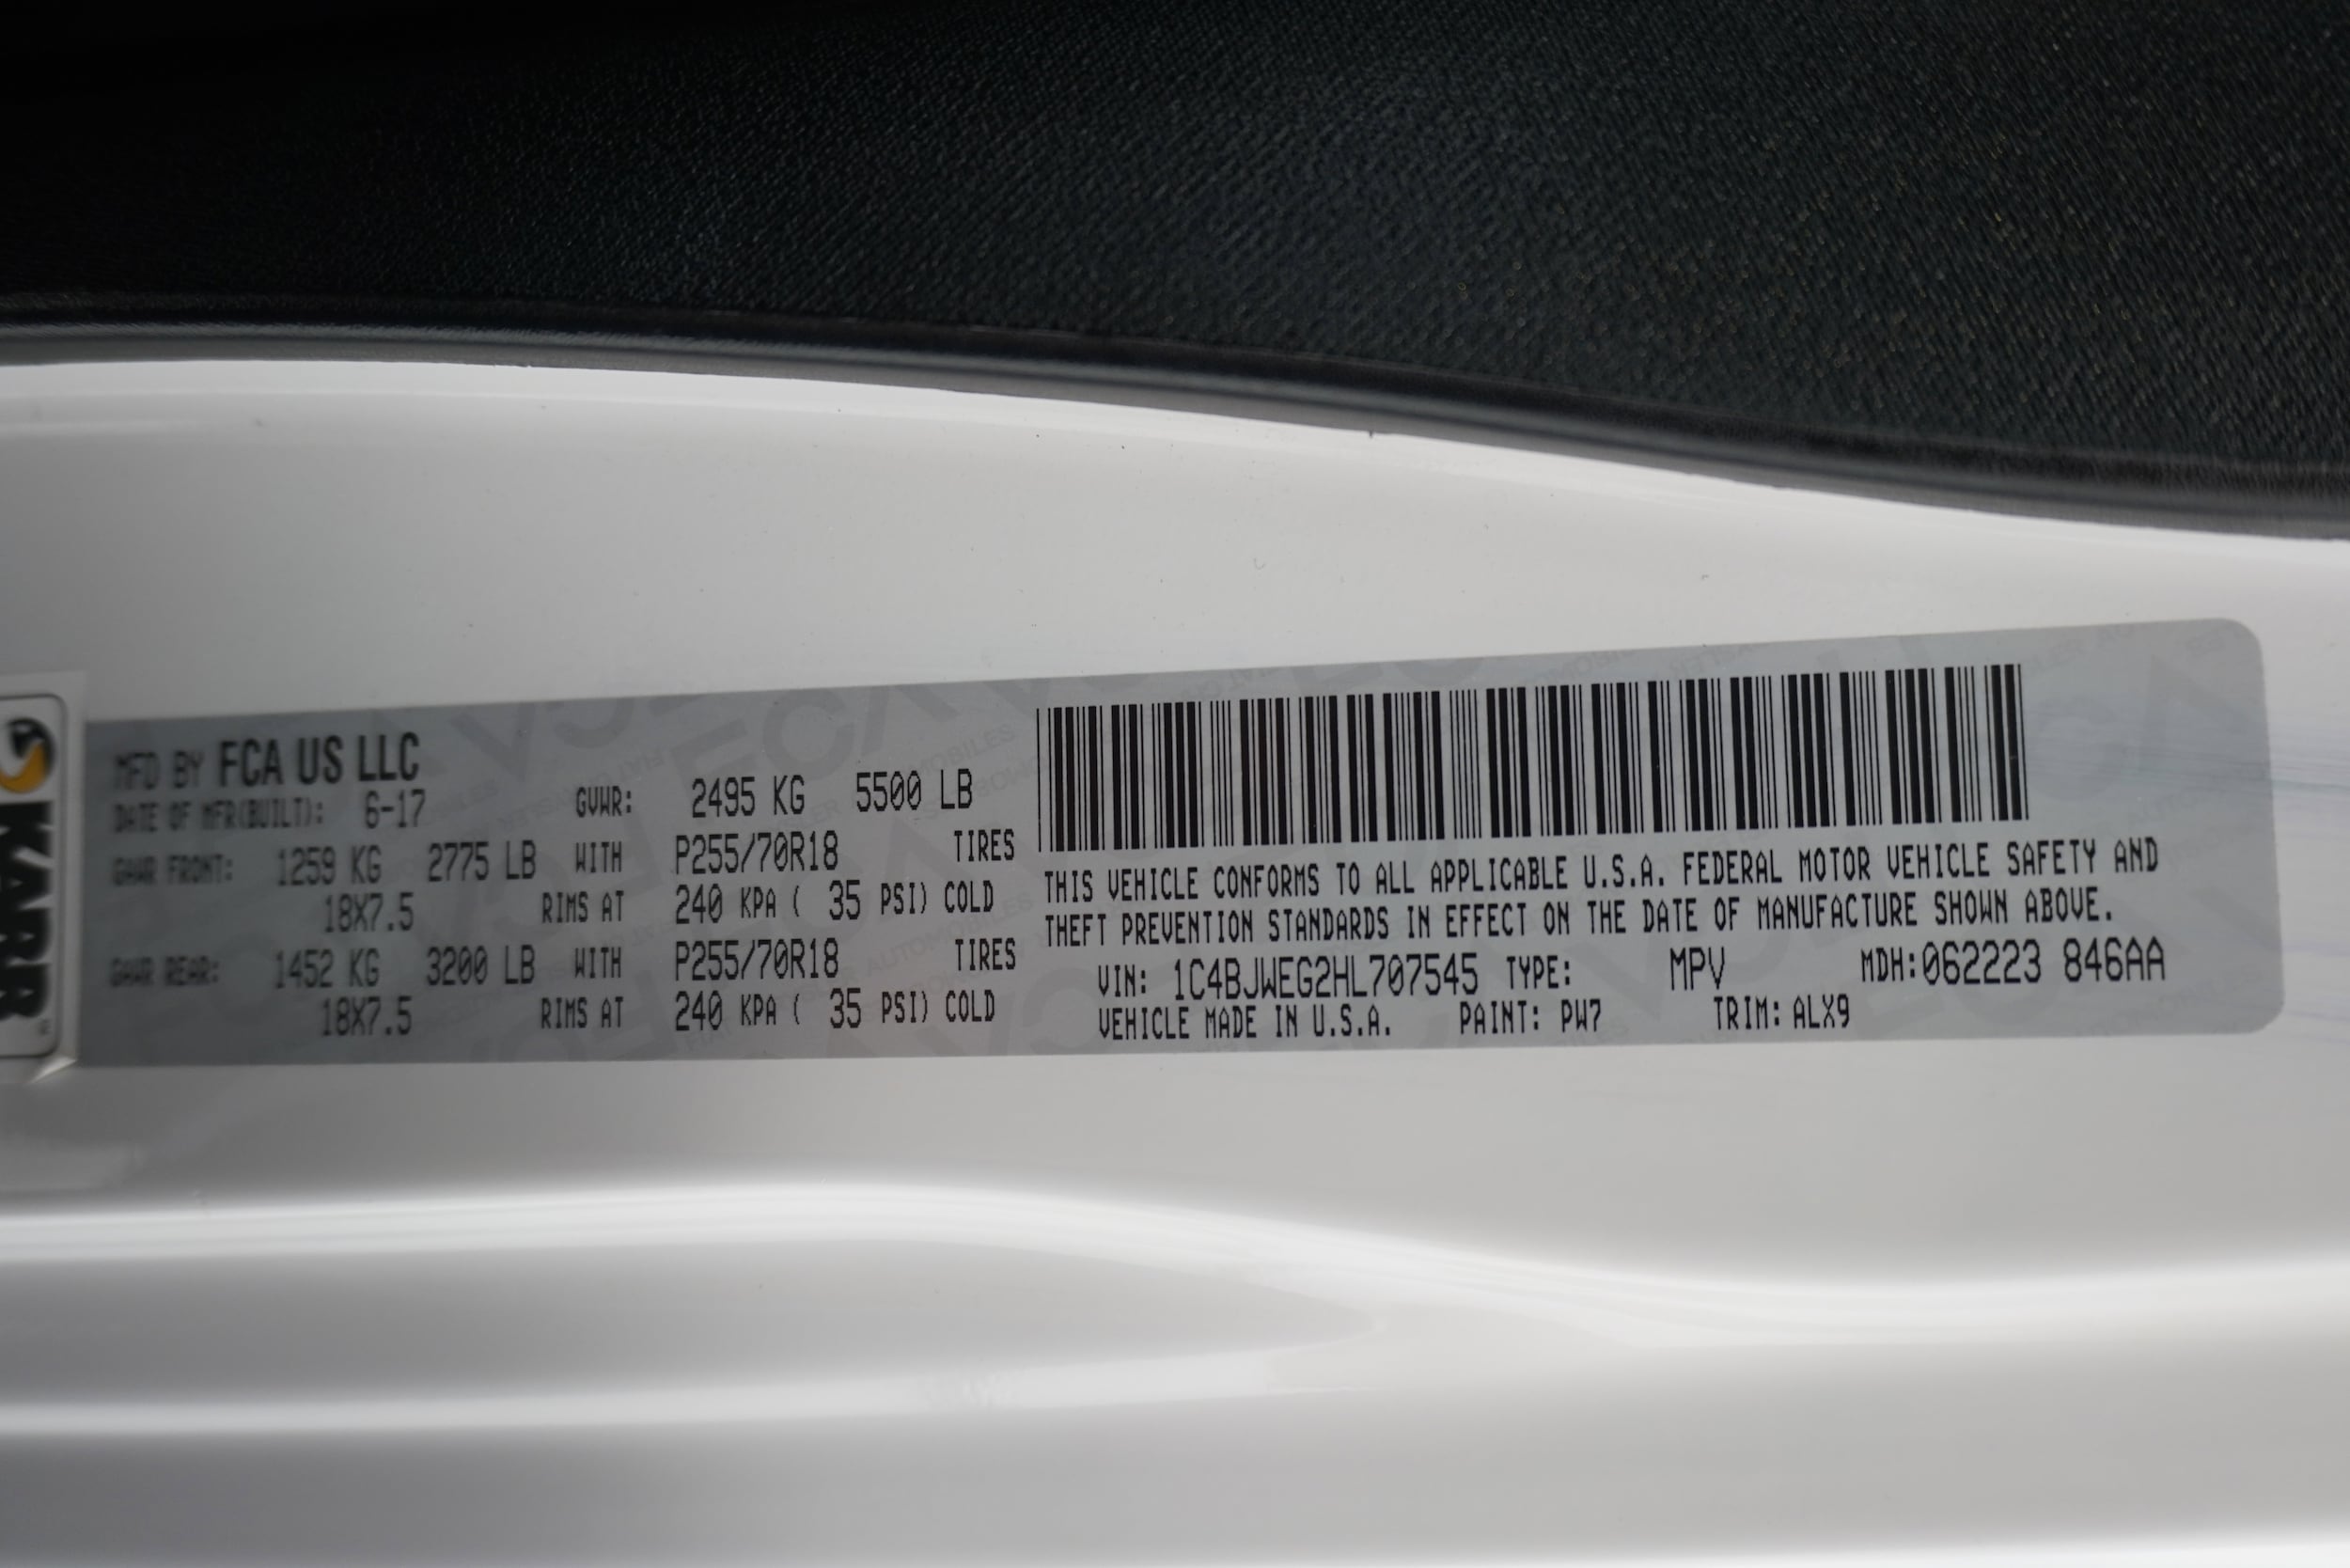 MFD BY FCA US LLC
DATE OF MFR(BUILT): 6-17 GVWR: 2495 KG 5500 LB
GAWR FRONT: 1259 KG 2775 LB WITH P255/70R18 TIRES
18X7.5 RIMS AT 240 KPA ( 35 PSI) COLD
GAWR REAR: 1452 KG 3200 LB WITH P255/70R18 TIRES
18X7.5 RIMS AT 240 KPA ( 35 PSI) COLD
THIS VEHICLE CONFORMS TO ALL APPLICABLE U.S.A. FEDERAL MOTOR VEHICLE SAFETY AND
THEFT PREVENTION STANDARDS IN EFFECT ON THE DATE OF MANUFACTURE SHOWN ABOVE.
VIN: 1C4BJWEG2HL707545 TYPE: MPV MDH:062223 846AA
VEHICLE MADE IN U.S.A. PAINT: PW7 TRIM: ALX9
KARR